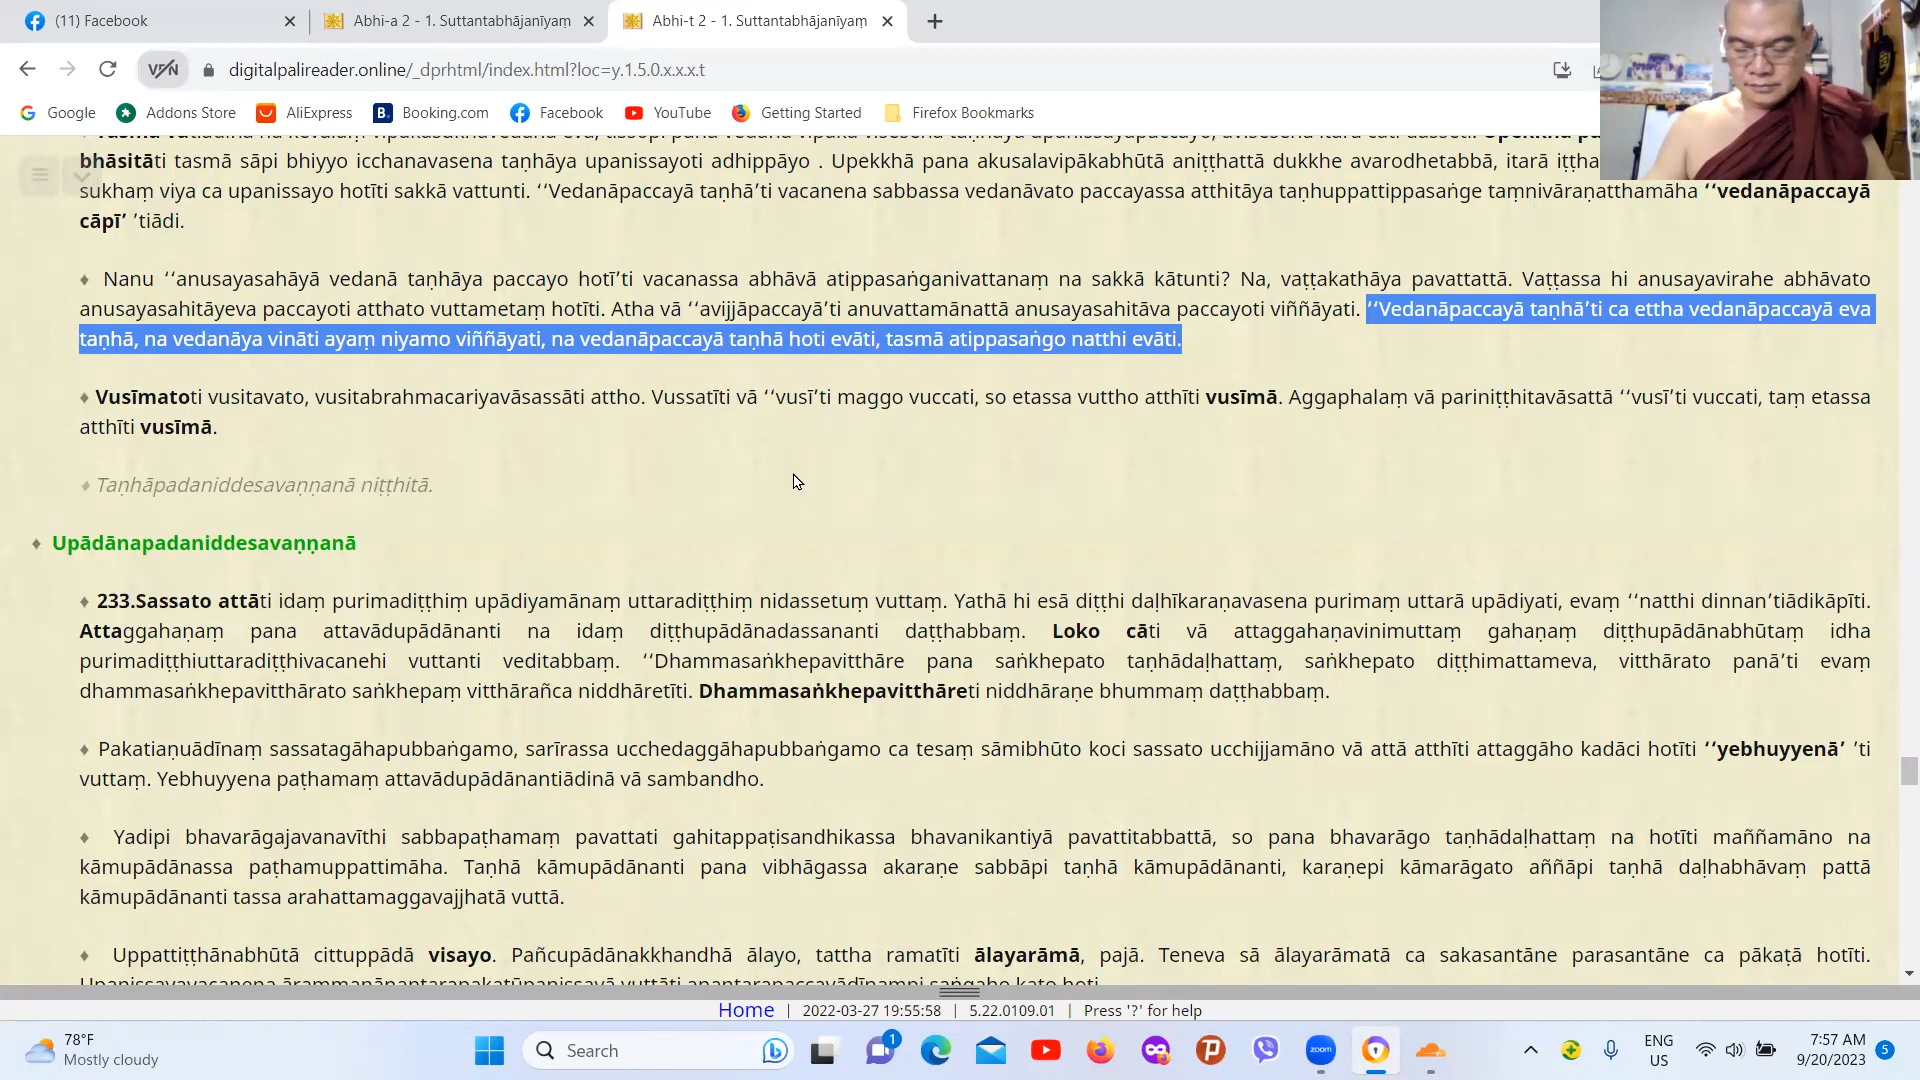 (11) Facebook
Abhi-a 2 - 1. Suttantabhājanīyaṃ
Abhi-t 2 - 1. Suttantabhājanīyaṃ
VPN
digitalpalireader.online/_dprhtml/index.html?loc=y.1.5.0.x.x.x.t
Google
Addons Store
AliExpress
Booking.com
Facebook
YouTube
Getting Started
Firefox Bookmarks
bhāsitāti tasmā sāpi bhiyyo icchanavasena taṇhāya upanissayoti adhippāyo . Upekkhā pana akusalavipākabhūtā aniṭṭhattā dukkhe avarodhetabbā, itarā iṭṭha
sukhaṃ viya ca upanissayo hotīti sakkā vattunti. ‘‘Vedanāpaccayā taṇhā’ti vacanena sabbassa vedanāvato paccayassa atthitāya taṇhuppattippasaṅge taṃnivāraṇatthamāha ‘‘vedanāpaccayā
cāpī’ ’tiādi.
♦ Nanu ‘‘anusayasahāyā vedanā taṇhāya paccayo hotī’ti vacanassa abhāvā atippasaṅganivattanaṃ na sakkā kātunti? Na, vaṭṭakathāya pavattattā. Vaṭṭassa hi anusayavirahe abhāvato
anusayasahitāyeva paccayoti atthato vuttametaṃ hotīti. Atha vā ‘‘avijjāpaccayā’ti anuvattamānattā anusayasahitāva paccayoti viññāyati. ‘‘Vedanāpaccayā taṇhā’ti ca ettha vedanāpaccayā eva
taṇhā, na vedanāya vināti ayaṃ niyamo viññāyati, na vedanāpaccayā taṇhā hoti evāti, tasmā atippasaṅgo natthi evāti.
♦ Vusīmatoti vusitavato, vusitabrahmacariyavāsassāti attho. Vussatīti vā ‘‘vusī’ti maggo vuccati, so etassa vuttho atthīti vusīmā. Aggaphalaṃ vā pariniṭṭhitavāsattā ‘‘vusī’ti vuccati, taṃ etassa
atthīti vusīmā.
♦ Taṇhāpadaniddesavaṇṇanā niṭṭhitā.
♦ Upādānapadaniddesavaṇṇanā
♦ 233.Sassato attāti idaṃ purimadiṭṭhiṃ upādiyamānaṃ uttaradiṭṭhiṃ nidassetuṃ vuttaṃ. Yathā hi esā diṭṭhi daḷhīkaraṇavasena purimaṃ uttarā upādiyati, evaṃ ‘‘natthi dinnan’tiādikāpīti.
Attaggahaṇaṃ pana attavādupādānanti na idaṃ diṭṭhupādānadassananti daṭṭhabbaṃ. Loko cāti vā attaggahaṇavinimuttaṃ gahaṇaṃ diṭṭhupādānabhūtaṃ idha
purimadiṭṭhiuttaradiṭṭhivacanehi vuttanti veditabbaṃ. ‘‘Dhammasaṅkhepavitthāre pana saṅkhepato taṇhādaḷhattaṃ, saṅkhepato diṭṭhimattameva, vitthārato panā’ti evaṃ
dhammasaṅkhepavitthārato saṅkhepaṃ vitthārañca niddhāretīti. Dhammasaṅkhepavitthāreti niddhāraṇe bhummaṃ daṭṭhabbaṃ.
♦ Pakatiaṇuādīnaṃ sassatagāhapubbaṅgamo, sarīrassa ucchedaggāhapubbaṅgamo ca tesaṃ sāmibhūto koci sassato ucchijjamāno vā attā atthīti attaggāho kadāci hotīti ‘‘yebhuyyenā’ ’ti
vuttaṃ. Yebhuyyena paṭhamaṃ attavādupādānantiādinā vā sambandho.
♦ Yadipi bhavarāgajavanavīthi sabbapaṭhamaṃ pavattati gahitappaṭisandhikassa bhavanikantiyā pavattitabbattā, so pana bhavarāgo taṇhādaḷhattaṃ na hotīti maññamāno na
kāmupādānassa paṭhamuppattimāha. Taṇhā kāmupādānanti pana vibhāgassa akaraṇe sabbāpi taṇhā kāmupādānanti, karaṇepi kāmarāgato aññāpi taṇhā daḷhabhāvaṃ pattā
kāmupādānanti tassa arahattamaggavajjhatā vuttā.
♦ Uppattiṭṭhānabhūtā cittuppādā visayo. Pañcupādānakkhandhā ālayo, tattha ramatīti ālayarāmā, pajā. Teneva sā ālayarāmatā ca sakasantāne parasantāne ca pākaṭā hotīti.
Home | 2022-03-27 19:55:58 | 5.22.0109.01 | Press '?' for help
78°F
Mostly cloudy
Search
1
zoom
ENG
US
7:57 AM
9/20/2023
5